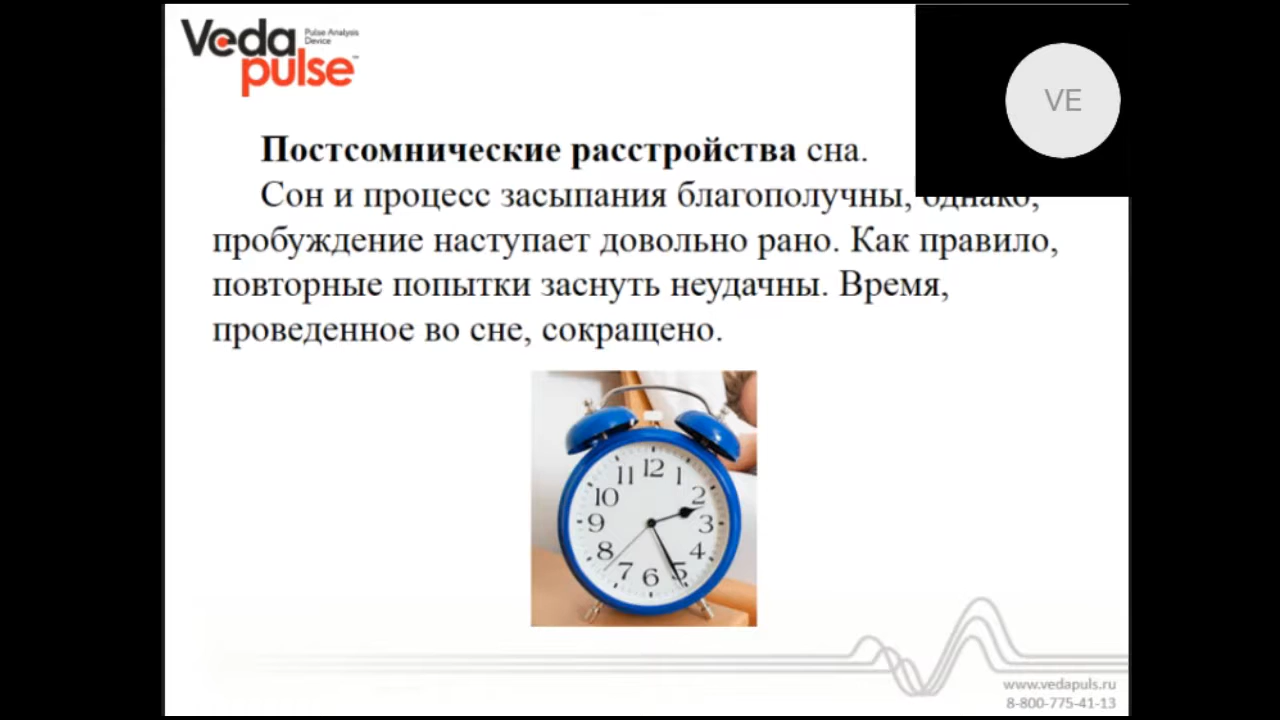 Veda Pulse Analysis Device
pulse™
VE
Постсомнические расстройства сна.
Сон и процесс засыпания благополучны, однако,
пробуждение наступает довольно рано. Как правило,
повторные попытки заснуть неудачны. Время,
проведенное во сне, сокращено.
12
11 1
10 2
9 3
8 4
7 6 5
www.vedapuls.ru
8-800-775-41-13